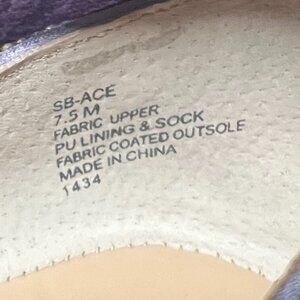 SB-ACE
7.5 M
FABRIC UPPER
PU LINING & SOCK
FABRIC COATED OUTSOLE
MADE IN CHINA
1434